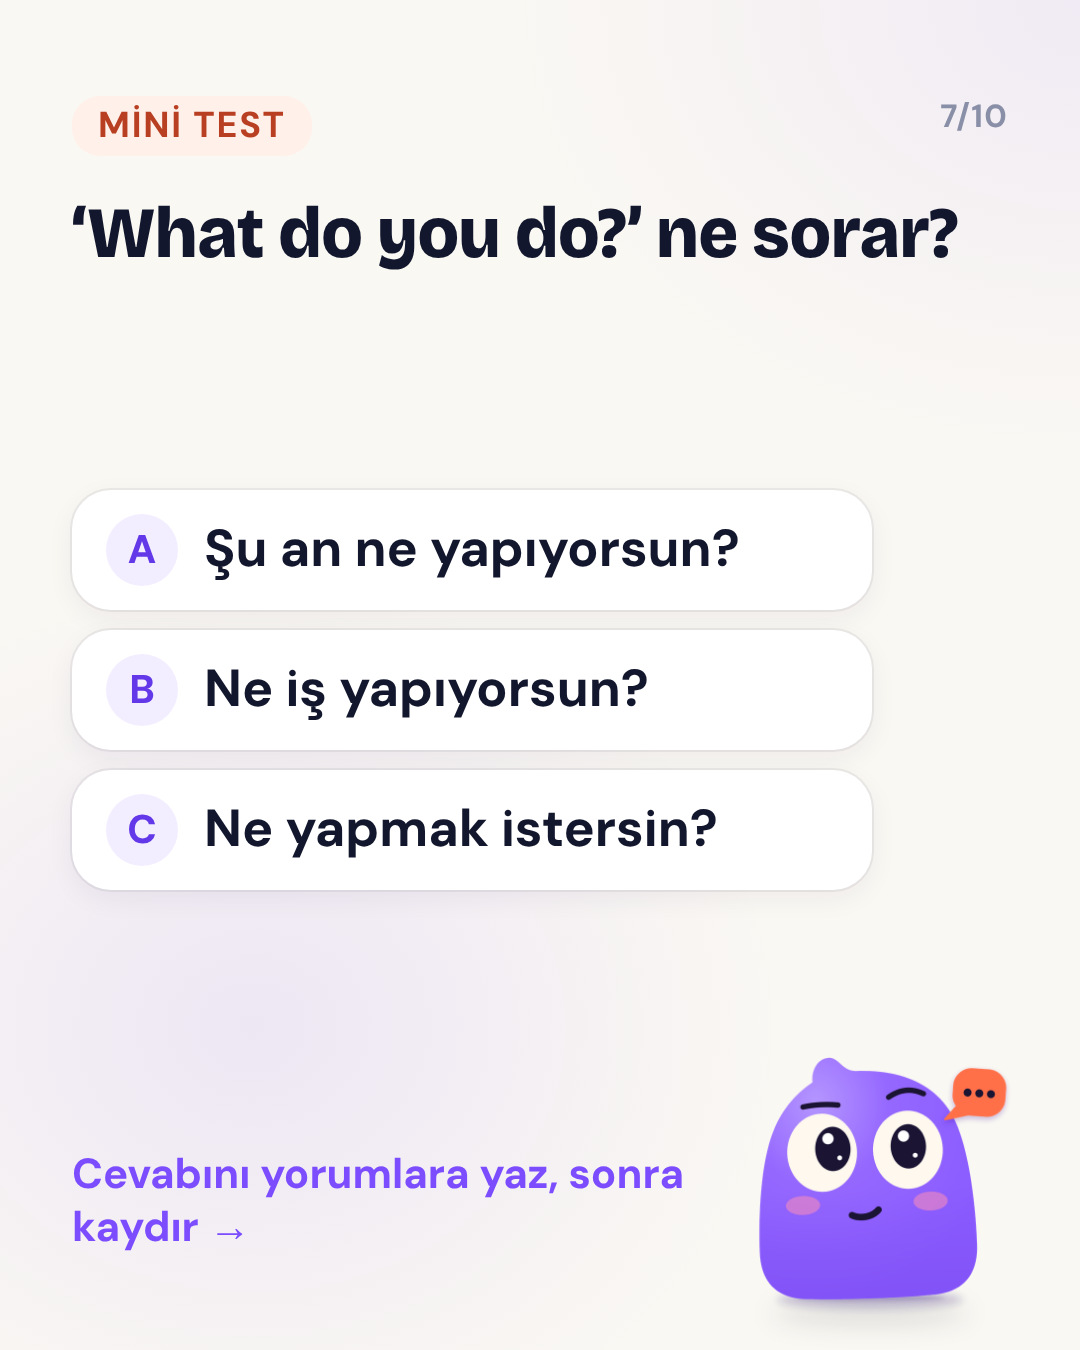 MİNİ TEST
7/10
‘What do you do?’ ne sorar?
A Şu an ne yapıyorsun?
B Ne iş yapıyorsun?
C Ne yapmak istersin?
Cevabını yorumlara yaz, sonra
kaydır →